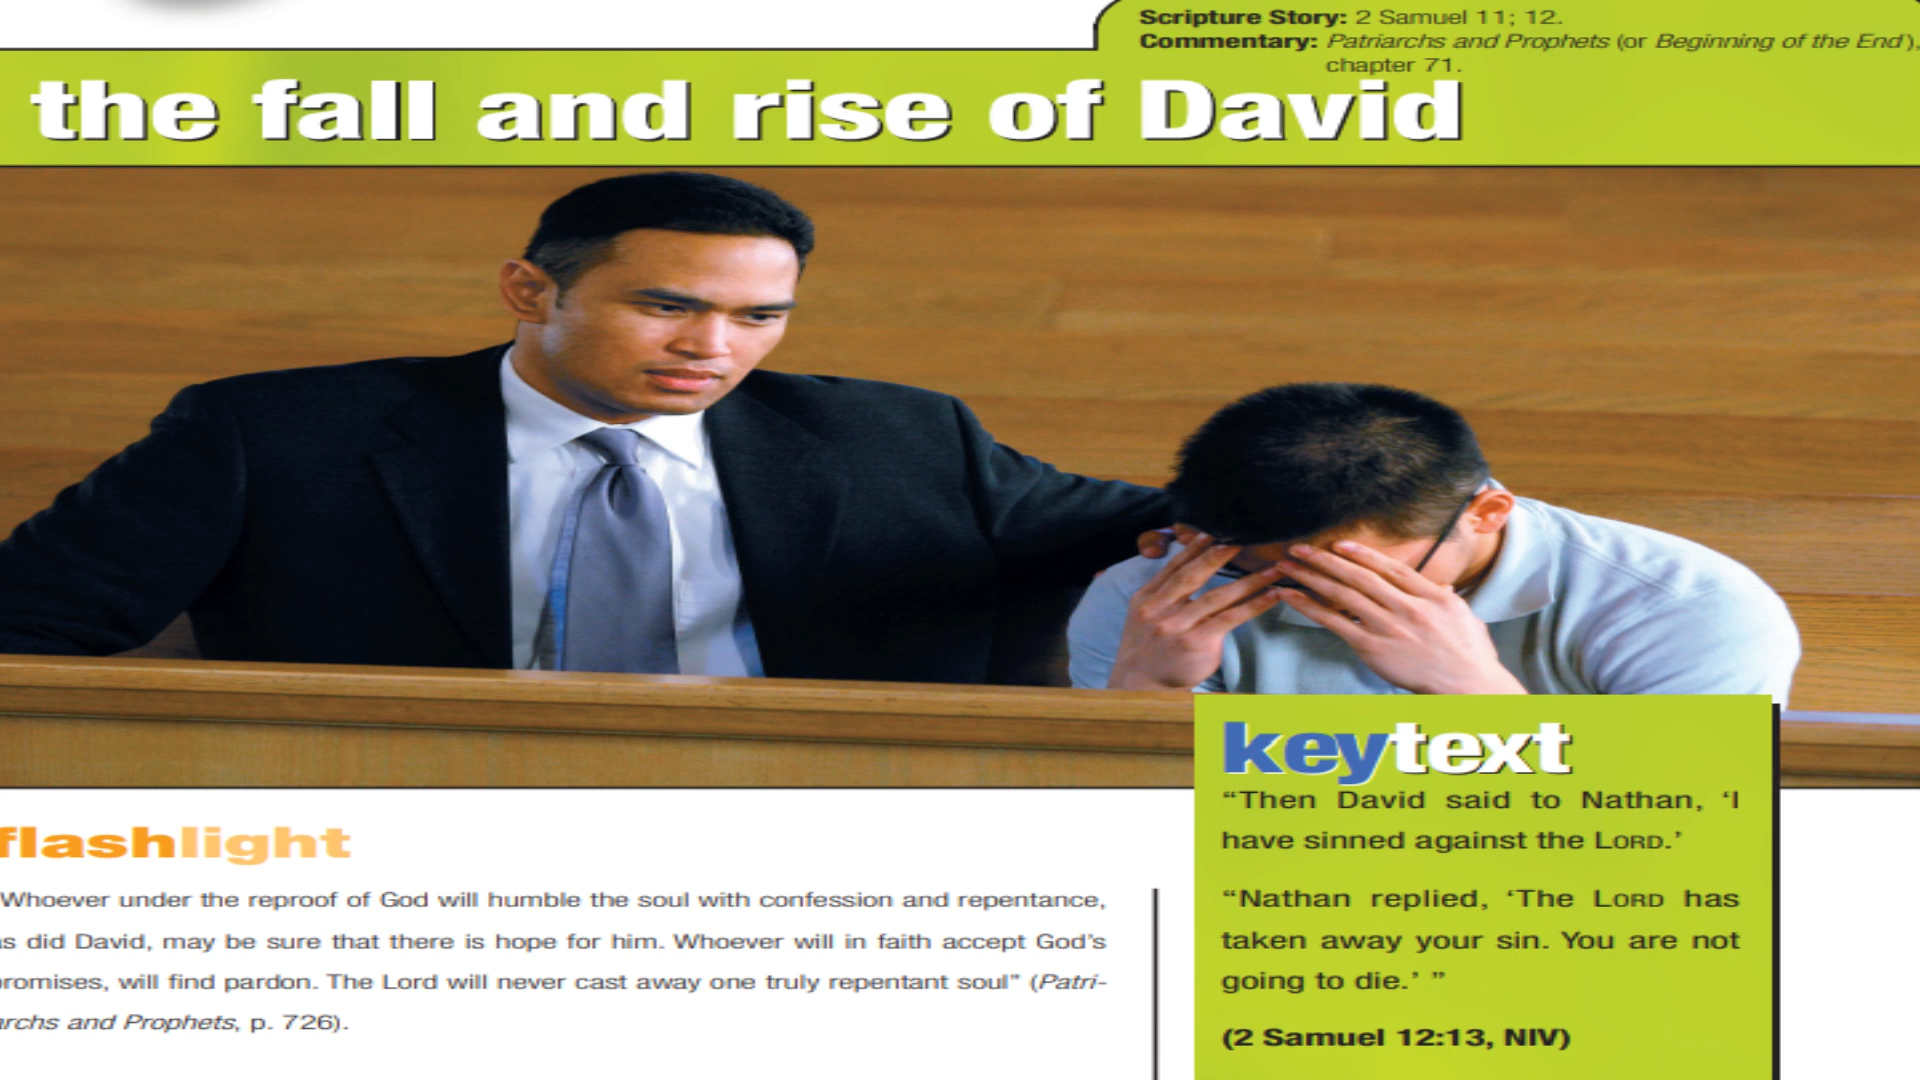 Scripture Story: 2 Samuel 11; 12.
Commentary: Patriarchs and Prophets (or Beginning of the End),
chapter 71.
the fall and rise of David
flashlight
Whoever under the reproof of God will humble the soul with confession and repentance,
s did David, may be sure that there is hope for him. Whoever will in faith accept God’s
romises, will find pardon. The Lord will never cast away one truly repentant soul” (Patri-
archs and Prophets, p. 726).
keytext
“Then David said to Nathan, ‘I
have sinned against the LORD.’
“Nathan replied, ‘The LORD has
taken away your sin. You are not
going to die.’ ”
(2 Samuel 12:13, NIV)